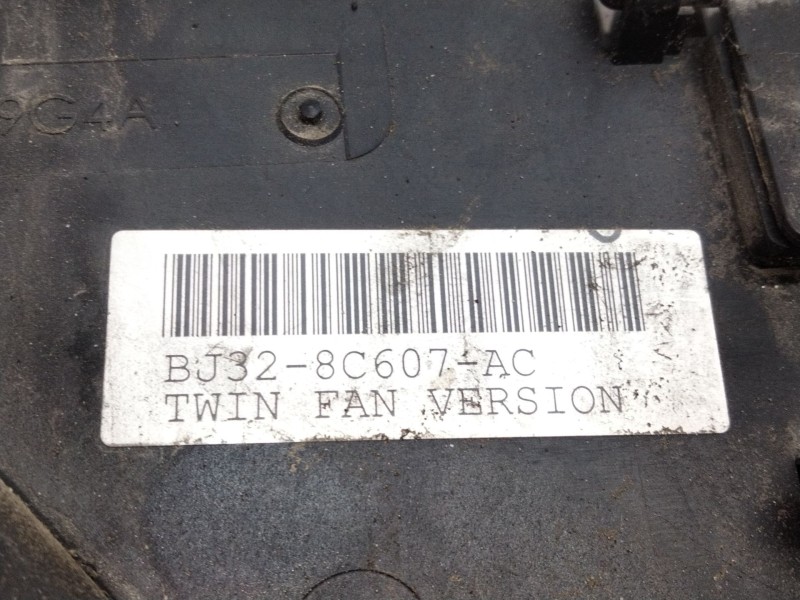 9G4A
BJ32-8C607-AC
TWIN FAN VERSION